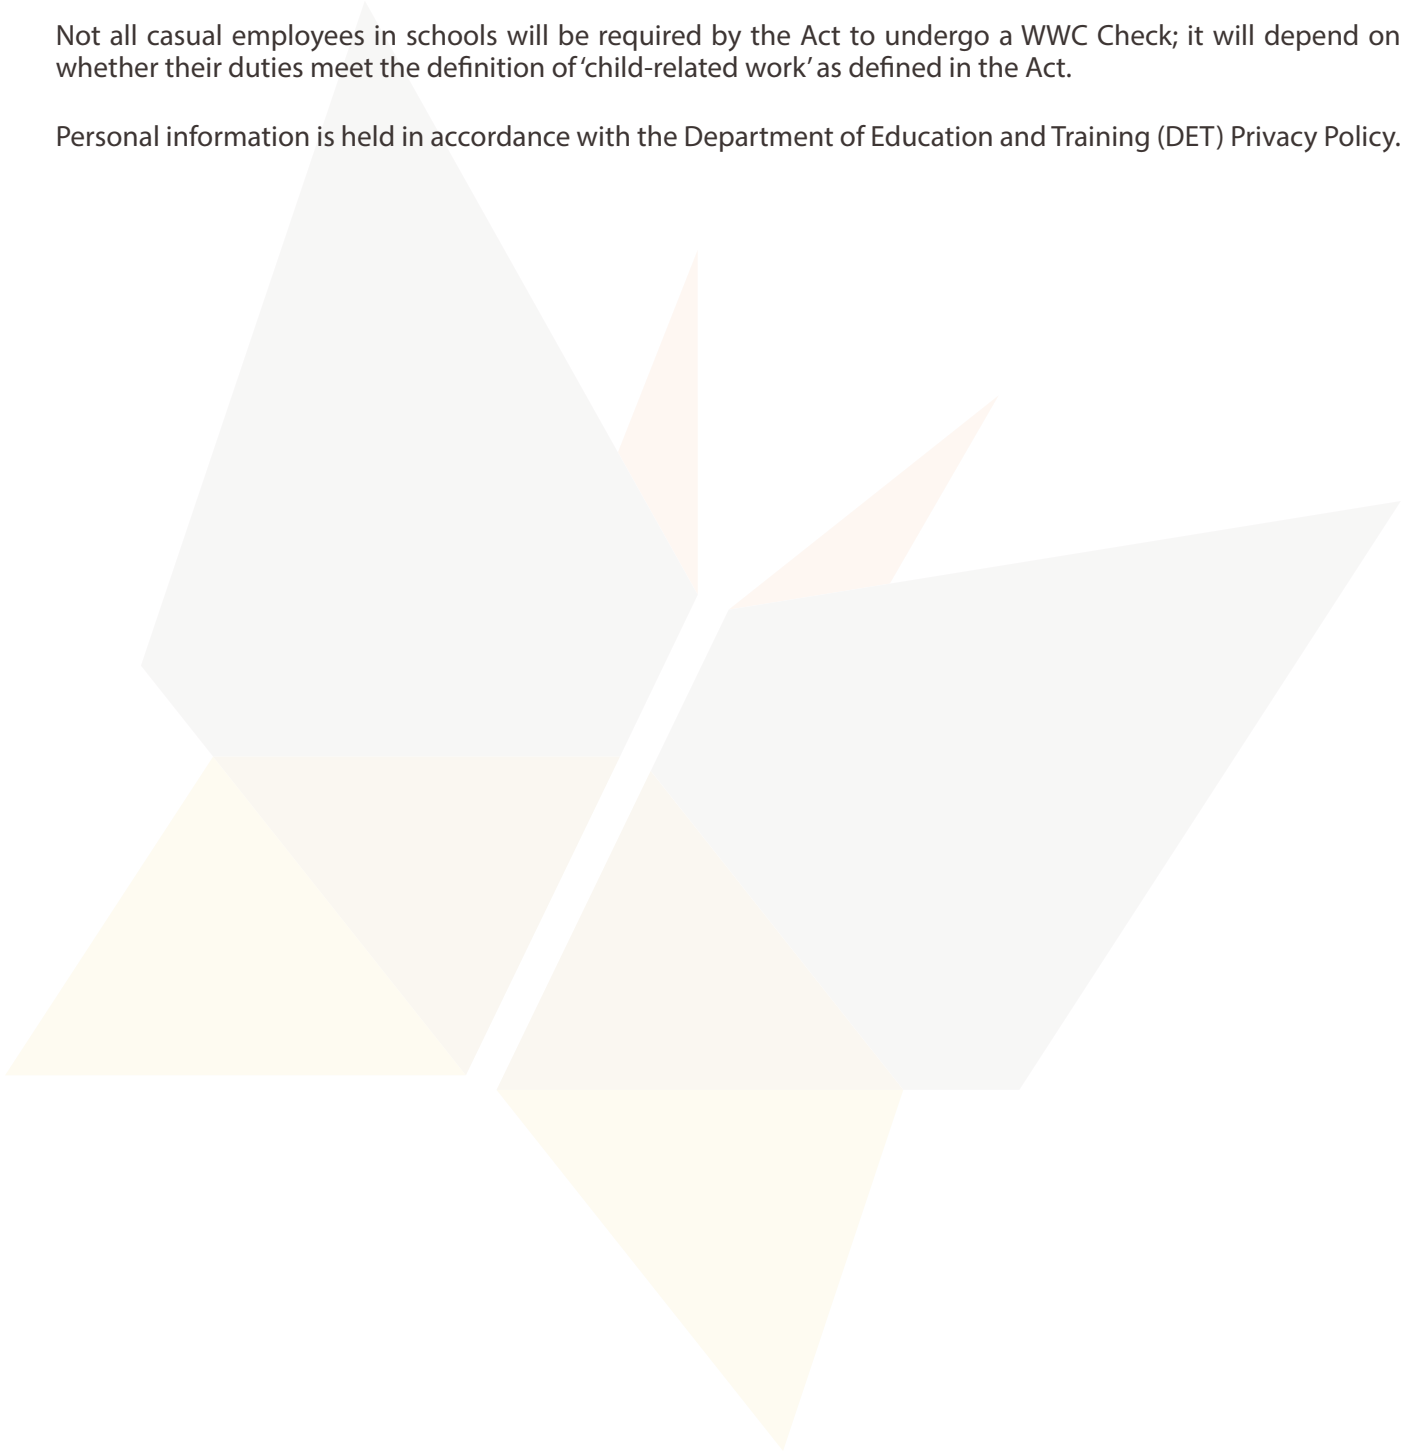 Not all casual employees in schools will be required by the Act to undergo a WWC Check; it will depend on
whether their duties meet the definition of ‘child-related work’ as defined in the Act.
Personal information is held in accordance with the Department of Education and Training (DET) Privacy Policy.